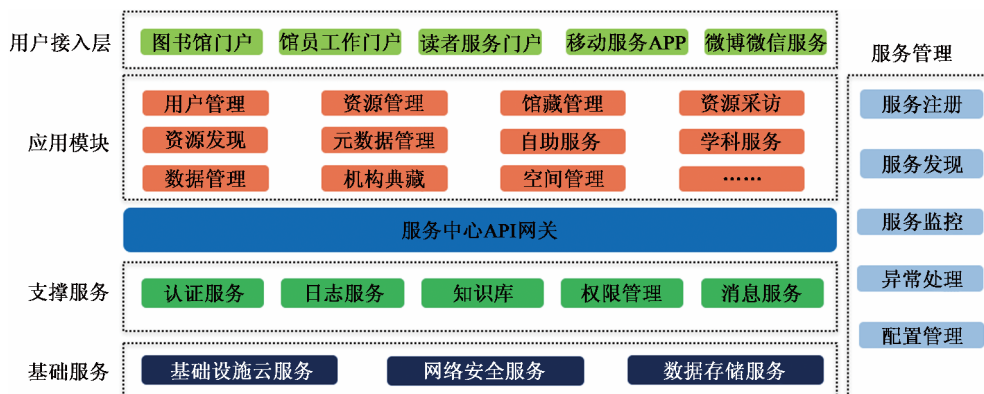 用户接入层
图书馆门户 馆员工作门户 读者服务门户 移动服务APP 微博微信服务
应用模块
用户管理 资源管理 馆藏管理 资源采访
资源发现 元数据管理 自助服务 学科服务
数据管理 机构典藏 空间管理 ……
服务中心API网关
支撑服务
认证服务 日志服务 知识库 权限管理 消息服务
基础服务
基础设施云服务 网络安全服务 数据存储服务
服务管理
服务注册
服务发现
服务监控
异常处理
配置管理